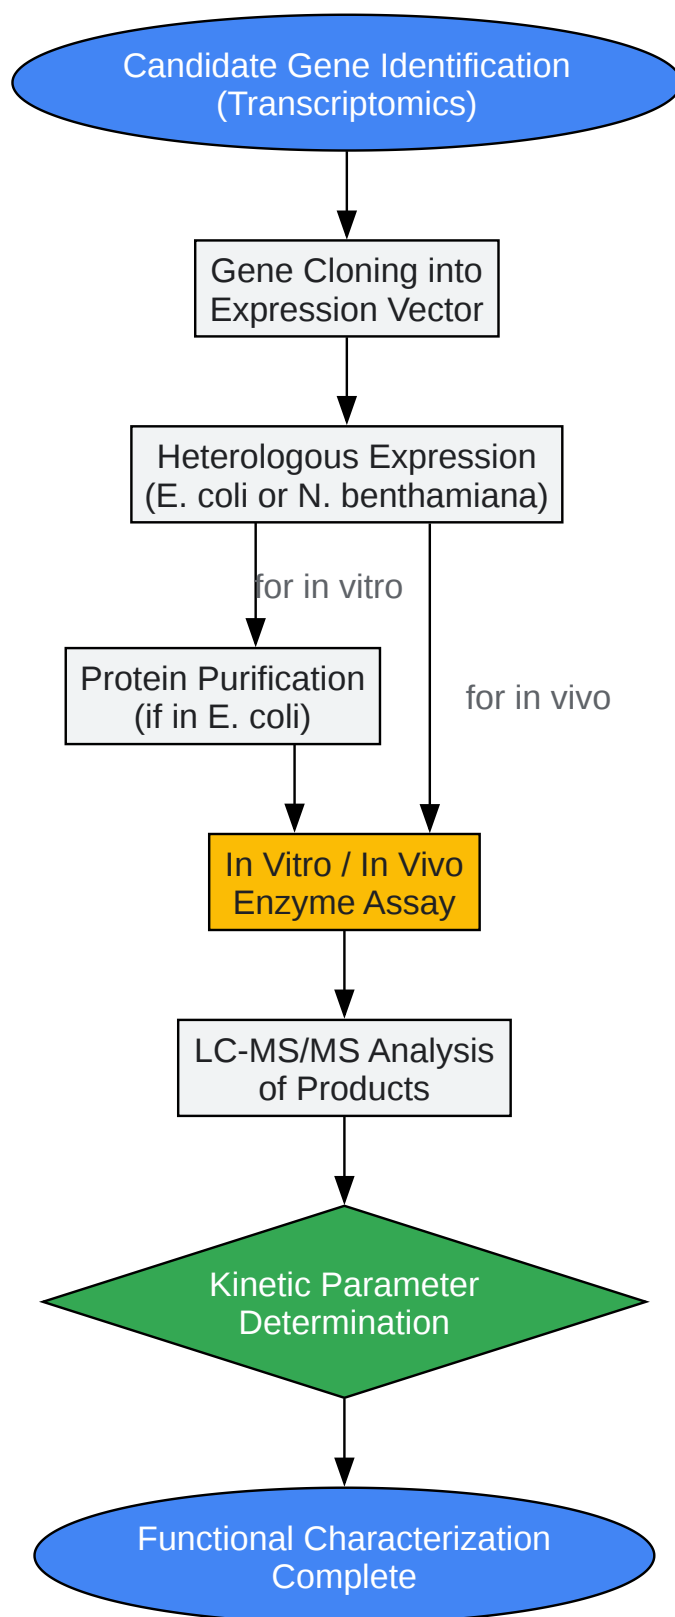 Candidate Gene Identification
(Transcriptomics)
Gene Cloning into
Expression Vector
Heterologous Expression
(E. coli or N. benthamiana)
for in vitro
Protein Purification
(if in E. coli)
for in vivo
In Vitro / In Vivo
Enzyme Assay
LC-MS/MS Analysis
of Products
Kinetic Parameter
Determination
Functional Characterization
Complete